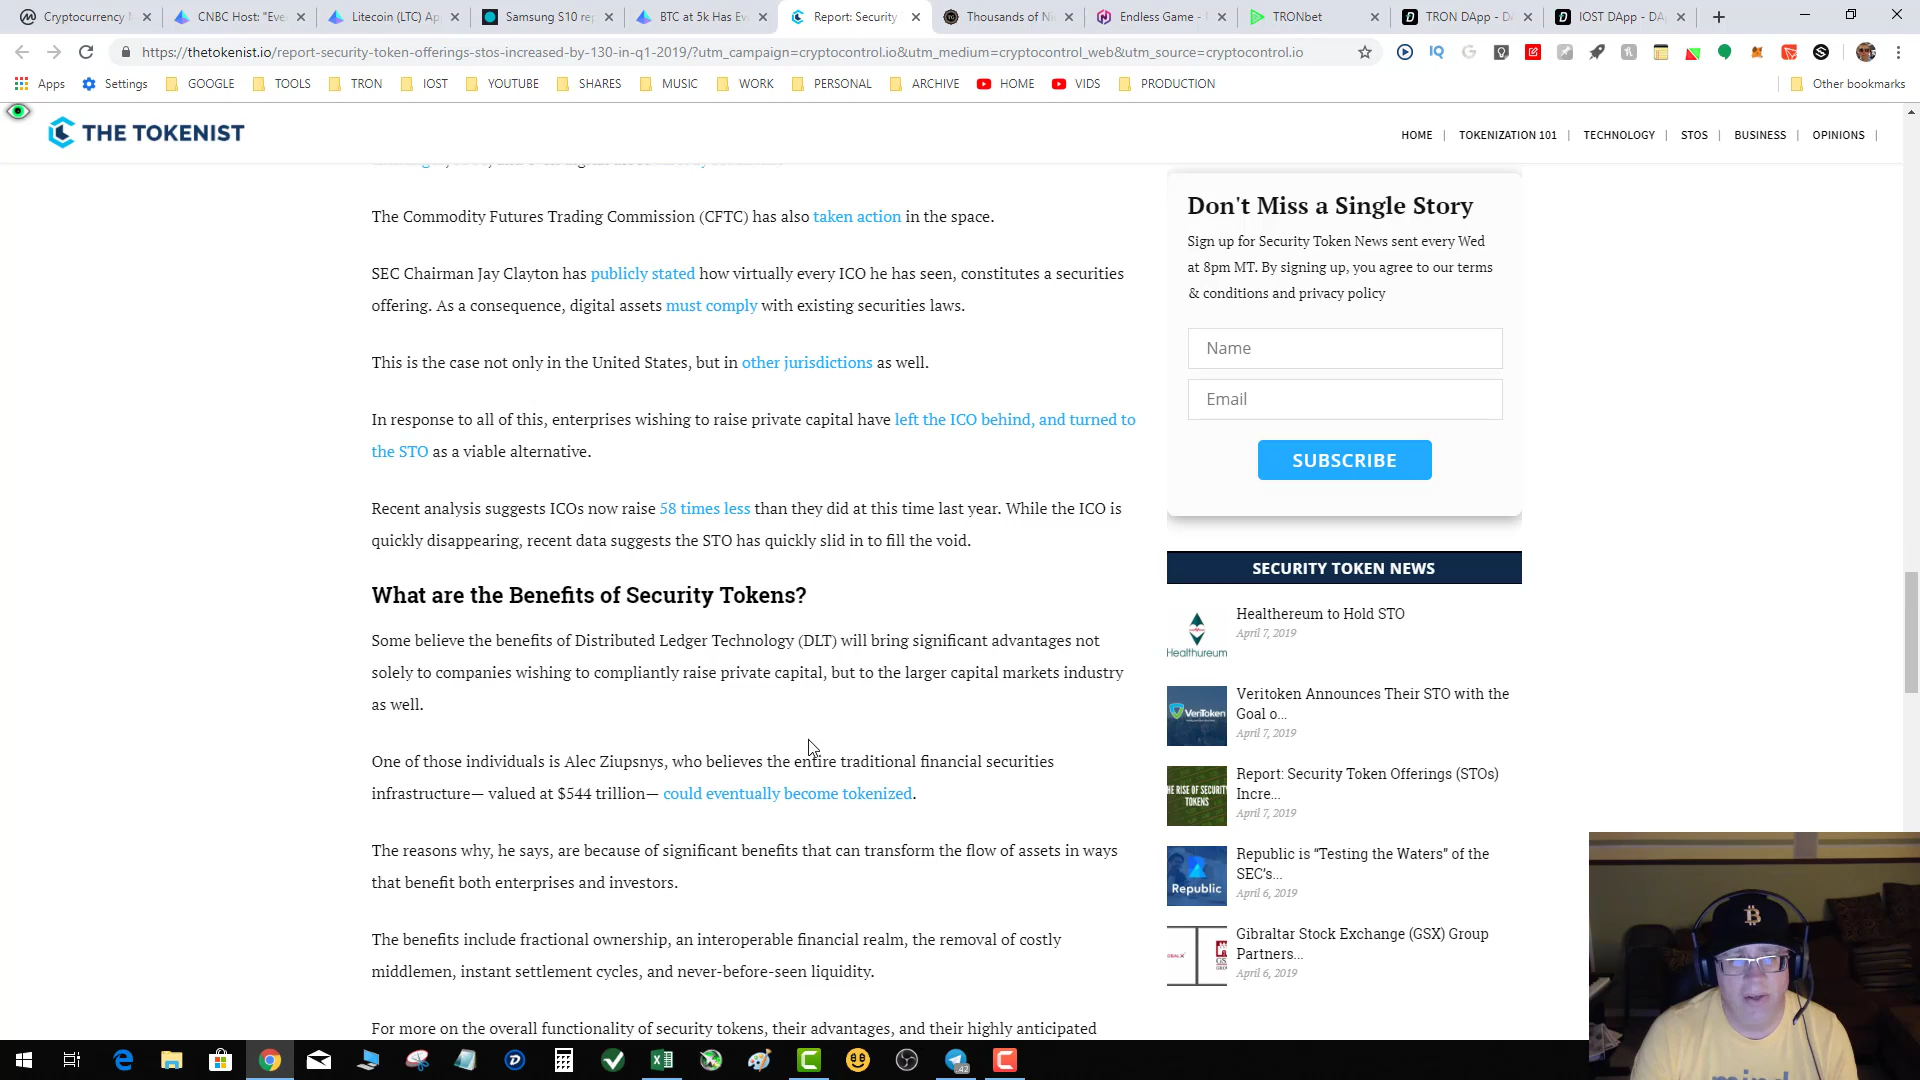 Cryptocurrency M
CNBC Host: "Eve
Litecoin (LTC) Ap
Samsung S10 rep
BTC at 5k Has Ev
Report: Security
Thousands of Ni
Endless Game - 
TRONbet
TRON DApp - D
IOST DApp - DA
https://thetokenist.io/report-security-token-offerings-stos-increased-by-130-in-q1-2019/?utm_campaign=cryptocontrol.io&utm_medium=cryptocontrol_web&utm_source=cryptocontrol.io
Apps Settings GOOGLE TOOLS TRON IOST YOUTUBE SHARES MUSIC WORK PERSONAL ARCHIVE HOME VIDS PRODUCTION Other bookmarks
THE TOKENIST
HOME | TOKENIZATION 101 | TECHNOLOGY | STOS | BUSINESS | OPINIONS |
The Commodity Futures Trading Commission (CFTC) has also taken action in the space.
SEC Chairman Jay Clayton has publicly stated how virtually every ICO he has seen, constitutes a securities
offering. As a consequence, digital assets must comply with existing securities laws.
This is the case not only in the United States, but in other jurisdictions as well.
In response to all of this, enterprises wishing to raise private capital have left the ICO behind, and turned to
the STO as a viable alternative.
Recent analysis suggests ICOs now raise 58 times less than they did at this time last year. While the ICO is
quickly disappearing, recent data suggests the STO has quickly slid in to fill the void.
What are the Benefits of Security Tokens?
Some believe the benefits of Distributed Ledger Technology (DLT) will bring significant advantages not
solely to companies wishing to compliantly raise private capital, but to the larger capital markets industry
as well.
One of those individuals is Alec Ziupsnys, who believes the entire traditional financial securities
infrastructure— valued at $544 trillion— could eventually become tokenized.
The reasons why, he says, are because of significant benefits that can transform the flow of assets in ways
that benefit both enterprises and investors.
The benefits include fractional ownership, an interoperable financial realm, the removal of costly
middlemen, instant settlement cycles, and never-before-seen liquidity.
For more on the overall functionality of security tokens, their advantages, and their highly anticipated
Don't Miss a Single Story
Sign up for Security Token News sent every Wed
at 8pm MT. By signing up, you agree to our terms
& conditions and privacy policy
Name
Email
SUBSCRIBE
SECURITY TOKEN NEWS
Healthureum
Healthereum to Hold STO
April 7, 2019
VeriToken
Veritoken Announces Their STO with the
Goal o...
April 7, 2019
HE RISE OF SECURITY
TOKENS
Report: Security Token Offerings (STOs)
Incre...
April 7, 2019
Republic
Republic is “Testing the Waters” of the
SEC’s...
April 6, 2019
Gibraltar Stock Exchange (GSX) Group
Partners...
April 6, 2019